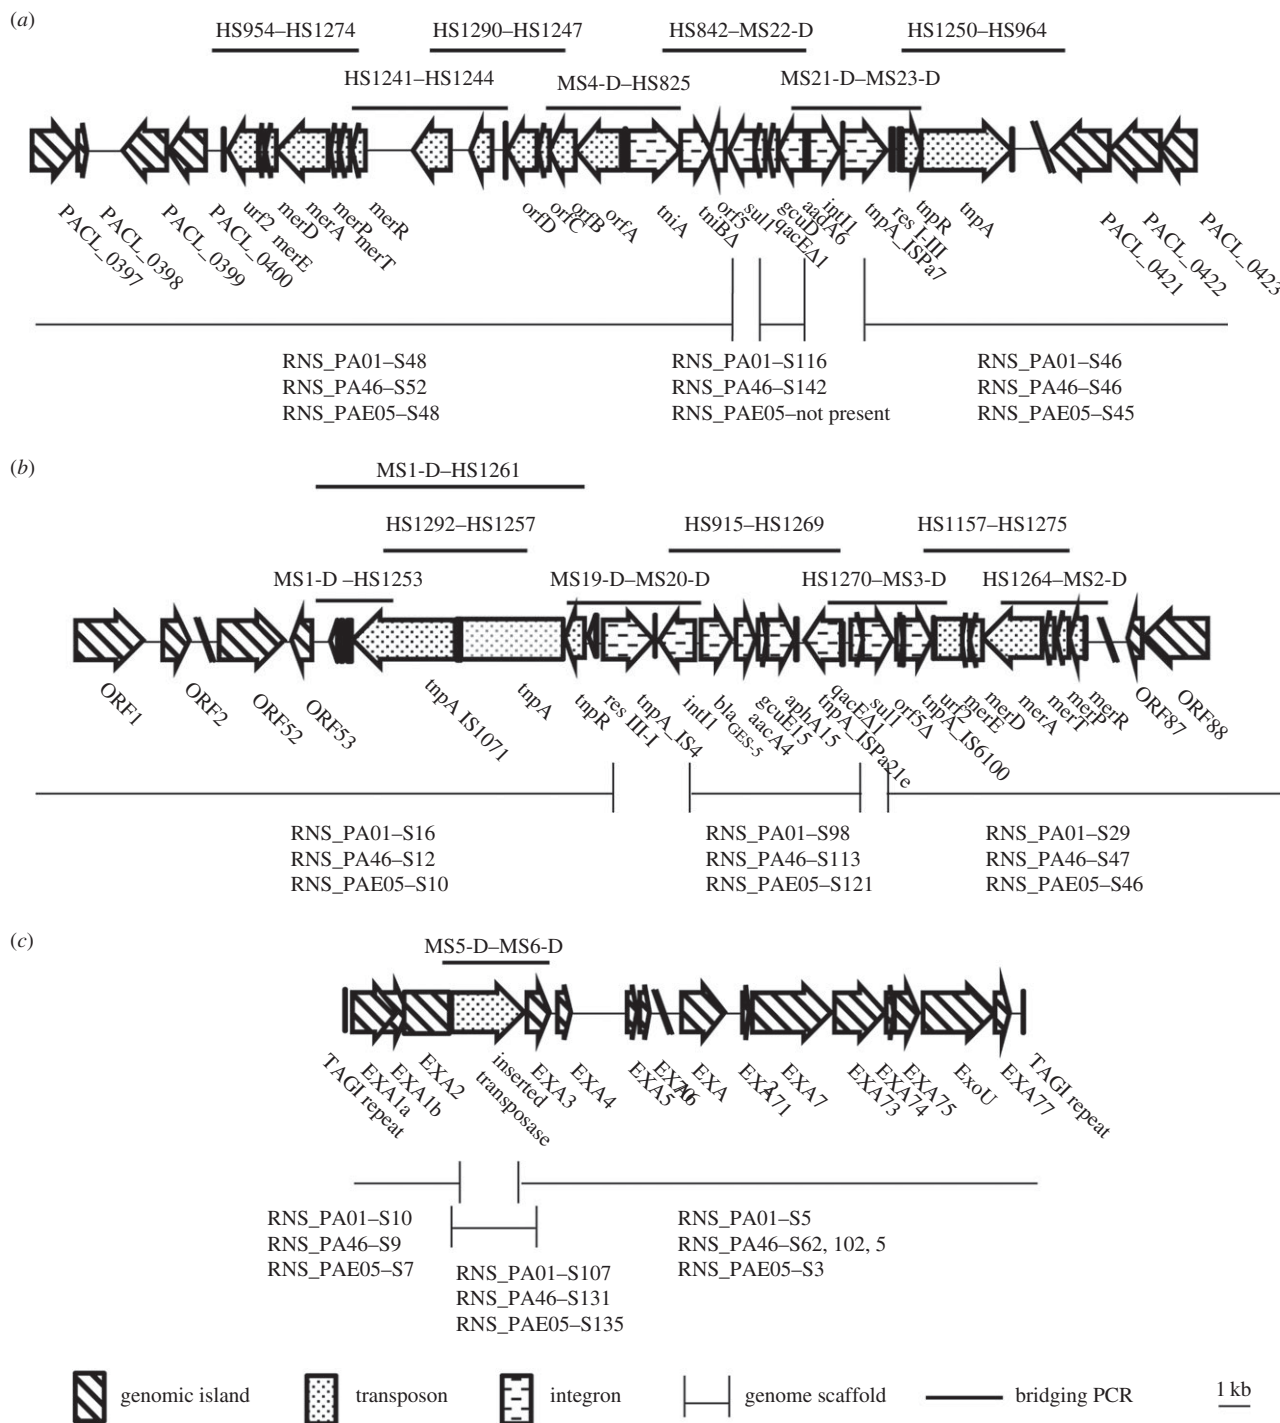 (a)
HS954–HS1274
HS1290–HS1247
HS842–MS22-D
HS1250–HS964
HS1241–HS1244
MS4-D–HS825
MS21-D–MS23-D
PACL_0397
PACL_0398
PACL_0399
PACL_0400
urf2
merE
merD
merA
merP
merT
merR
orfD
orfC
orfB
orfA
tniA
tniBΔ
orf5
sul1
qacEΔ1
gcuD
aadA6
intI1
tnpA_ISPa7
res I-III
tnpR
tnpA
PACL_0421
PACL_0422
PACL_0423
RNS_PA01–S48
RNS_PA46–S52
RNS_PAE05–S48
RNS_PA01–S116
RNS_PA46–S142
RNS_PAE05–not present
RNS_PA01–S46
RNS_PA46–S46
RNS_PAE05–S45
(b)
MS1-D–HS1261
HS1292–HS1257
HS915–HS1269
HS1157–HS1275
MS1-D –HS1253
MS19-D–MS20-D
HS1270–MS3-D
HS1264–MS2-D
ORF1
ORF2
ORF52
ORF53
tnpA IS1071
tnpA
tnpR
res III-I
tnpA_IS4
intI1
blaGES-5
gcuE15
aacA4
aphA15
tnpA_ISPa21e
qacEΔ1
sul1
orf5Δ
tnpA_IS6100
urf2
merE
merD
merA
merT
merP
merR
ORF87
ORF88
RNS_PA01–S16
RNS_PA46–S12
RNS_PAE05–S10
RNS_PA01–S98
RNS_PA46–S113
RNS_PAE05–S121
RNS_PA01–S29
RNS_PA46–S47
RNS_PAE05–S46
(c)
MS5-D–MS6-D
TAGI repeat
EXA1a
EXA1b
EXA2
inserted
transposase
EXA3
EXA4
EXA5
EXA
EXA71
EXA7
EXA73
EXA74
EXA75
ExoU
EXA77
TAGI repeat
RNS_PA01–S10
RNS_PA46–S9
RNS_PAE05–S7
RNS_PA01–S107
RNS_PA46–S131
RNS_PAE05–S135
RNS_PA01–S5
RNS_PA46–S62, 102, 5
RNS_PAE05–S3
genomic island
transposon
integron
genome scaffold
bridging PCR
1 kb